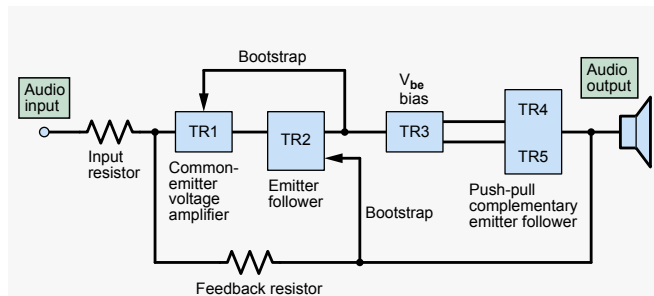 Bootstrap
Audio
input
V be
bias
Audio
output
TR1
TR2
TR3
TR4
TR5
Input
resistor
Common-
emitter
voltage
amplifier
Emitter
follower
Bootstrap
Push-pull
complementary
emitter follower
Feedback resistor